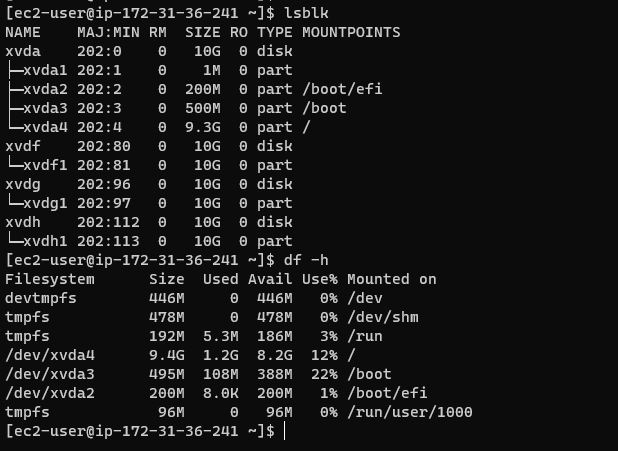 [ec2-user@ip-172-31-36-241 ~]$ lsblk
NAME    MAJ:MIN RM  SIZE RO TYPE MOUNTPOINTS
xvda    202:0    0   10G  0 disk
├─xvda1 202:1    0    1M  0 part
├─xvda2 202:2    0  200M  0 part /boot/efi
├─xvda3 202:3    0  500M  0 part /boot
└─xvda4 202:4    0  9.3G  0 part /
xvdf    202:80   0   10G  0 disk
└─xvdf1 202:81   0   10G  0 part
xvdg    202:96   0   10G  0 disk
└─xvdg1 202:97   0   10G  0 part
xvdh    202:112  0   10G  0 disk
└─xvdh1 202:113  0   10G  0 part
[ec2-user@ip-172-31-36-241 ~]$ df -h
Filesystem      Size  Used Avail Use% Mounted on
devtmpfs        446M     0  446M   0% /dev
tmpfs           478M     0  478M   0% /dev/shm
tmpfs           192M  5.3M  186M   3% /run
/dev/xvda4      9.4G  1.2G  8.2G  12% /
/dev/xvda3      495M  108M  388M  22% /boot
/dev/xvda2      200M  8.0K  200M   1% /boot/efi
tmpfs            96M     0   96M   0% /run/user/1000
[ec2-user@ip-172-31-36-241 ~]$